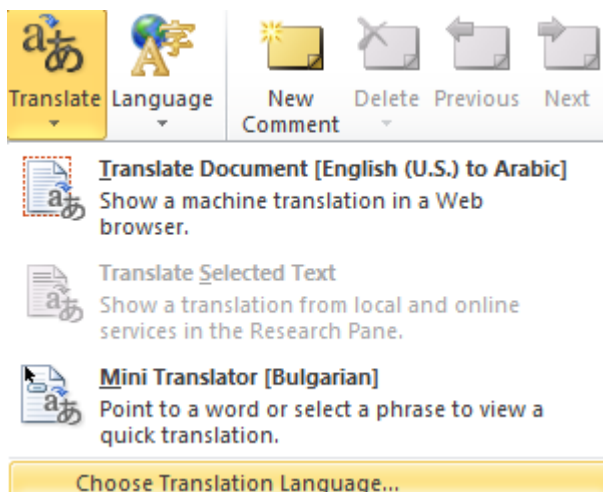 Translate Language New Comment Delete Previous Next
Translate Document [English (U.S.) to Arabic]
Show a machine translation in a Web
browser.
Translate Selected Text
Show a translation from local and online
services in the Research Pane.
Mini Translator [Bulgarian]
Point to a word or select a phrase to view a
quick translation.
Choose Translation Language...